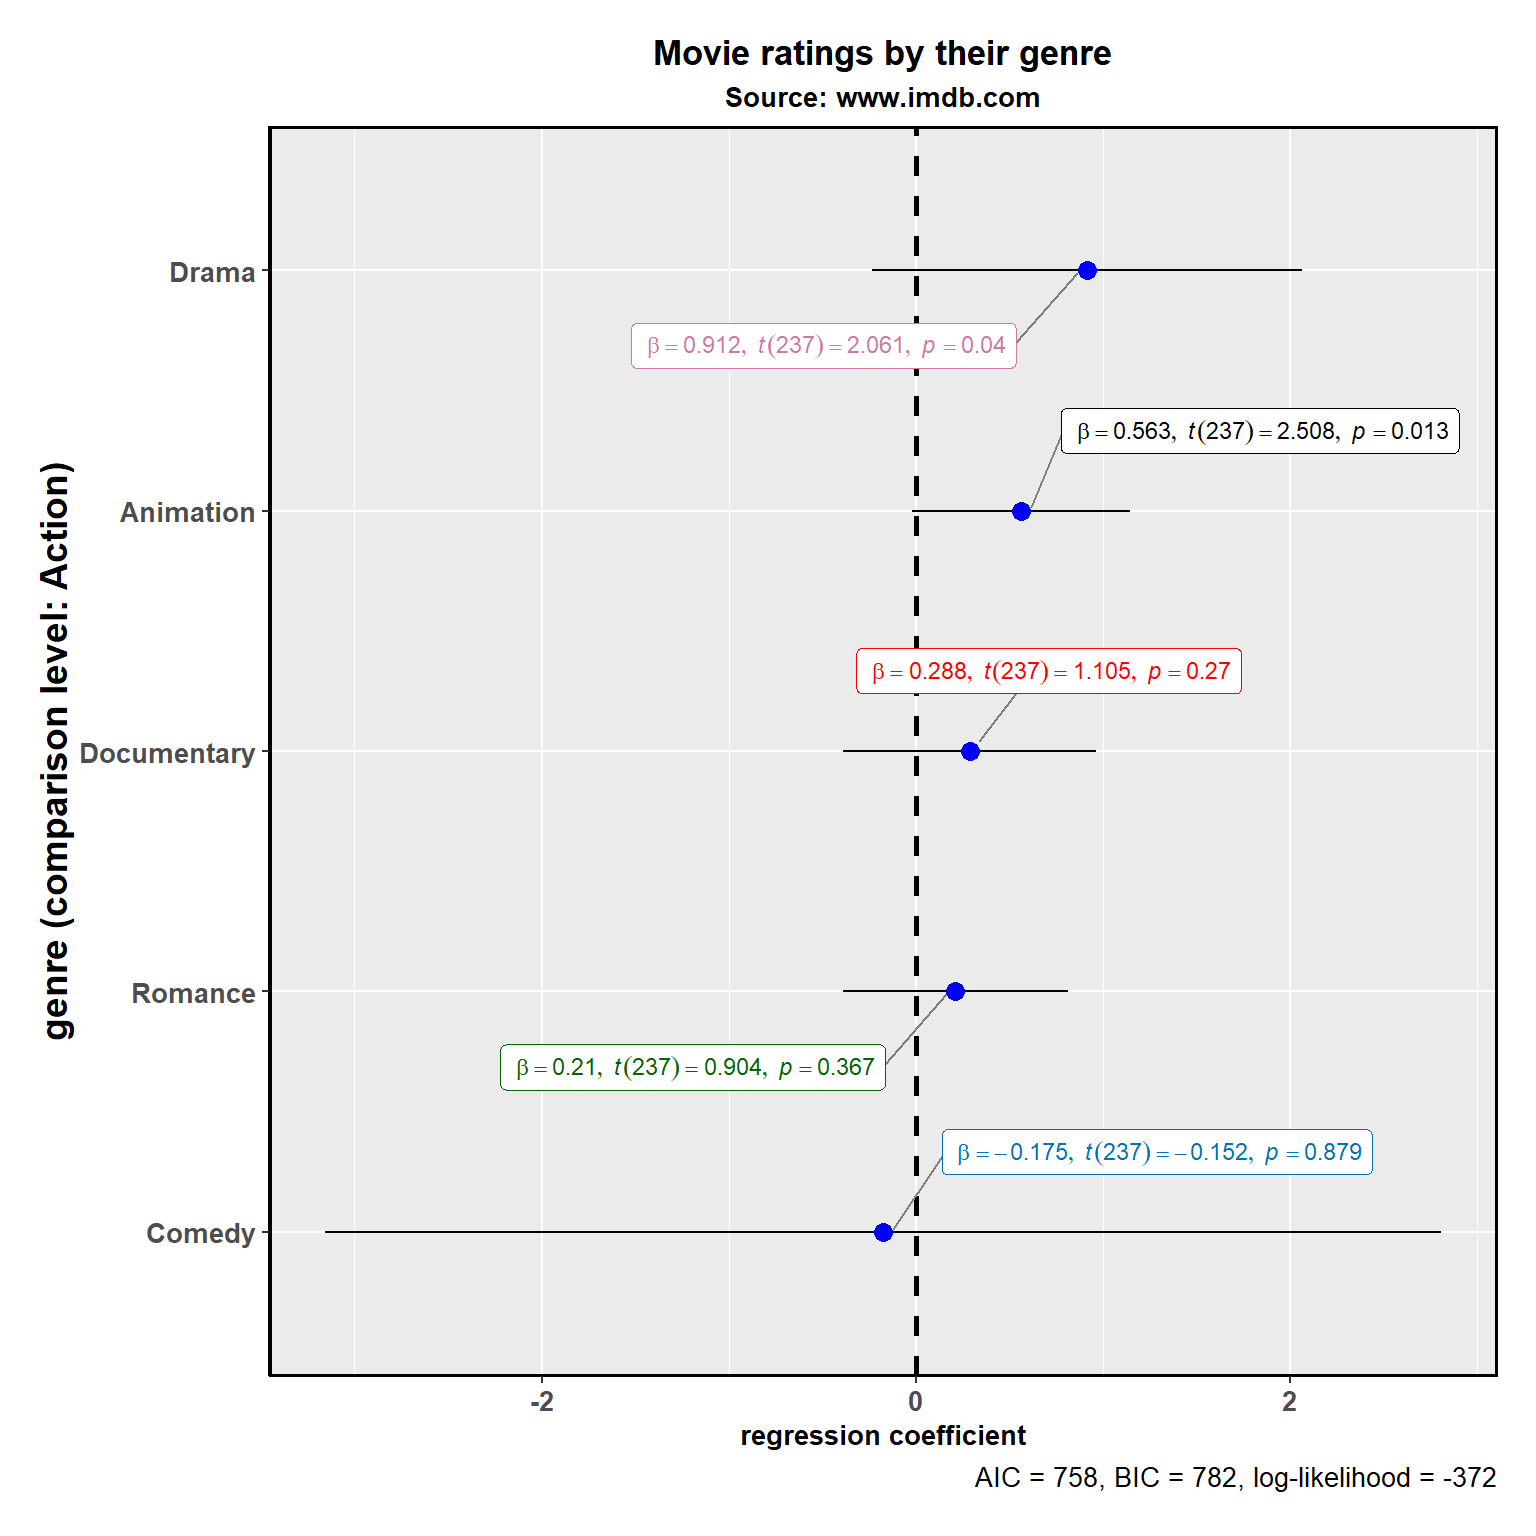 Movie ratings by their genre
Source: www.imdb.com
genre (comparison level: Action)
Drama
β = 0.912, t(237) = 2.061, p = 0.04
β = 0.563, t(237) = 2.508, p = 0.013
Animation
β = 0.288, t(237) = 1.105, p = 0.27
Documentary
Romance
β = 0.21, t(237) = 0.904, p = 0.367
β = −0.175, t(237) = −0.152, p = 0.879
Comedy
-2 0 2
regression coefficient
AIC = 758, BIC = 782, log-likelihood = -372